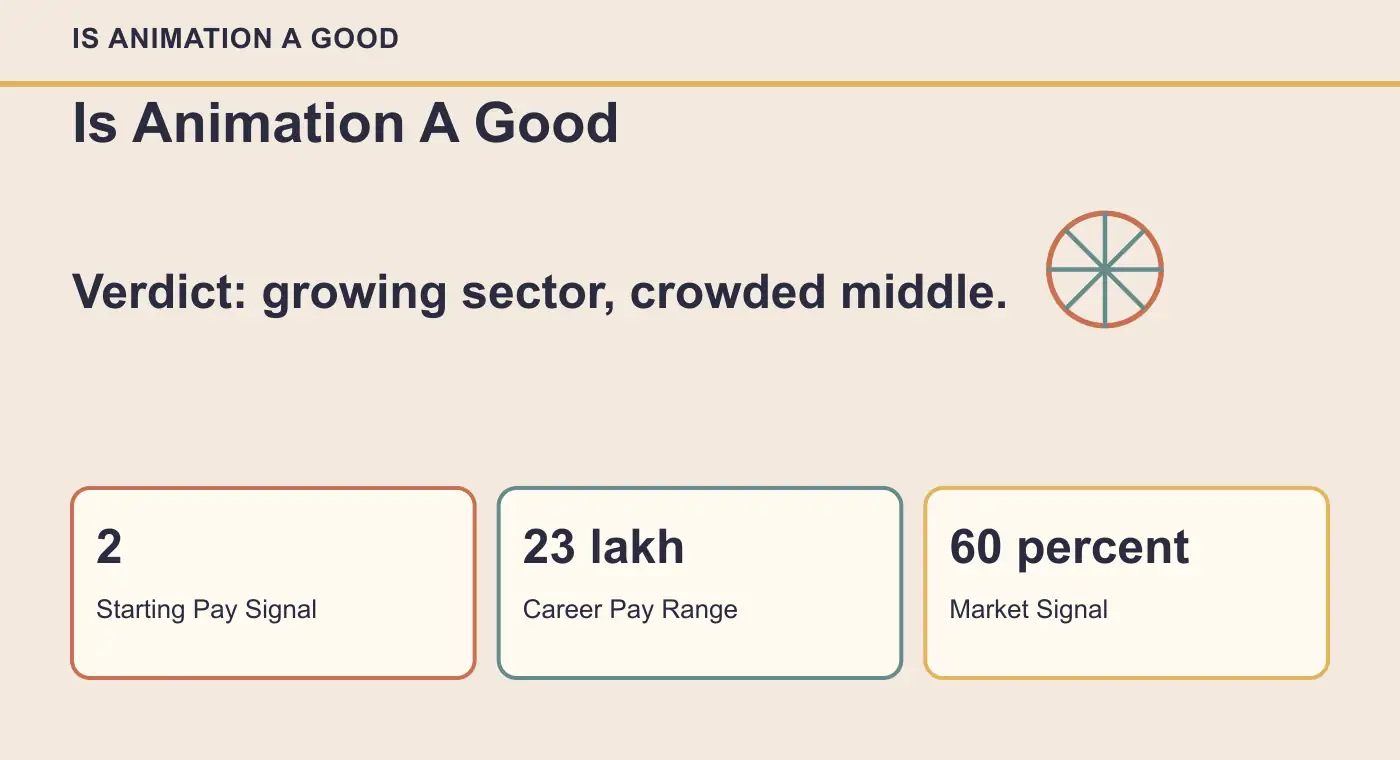 IS ANIMATION A GOOD
Is Animation A Good
Verdict: growing sector, crowded middle.
2
Starting Pay Signal
23 lakh
Career Pay Range
60 percent
Market Signal